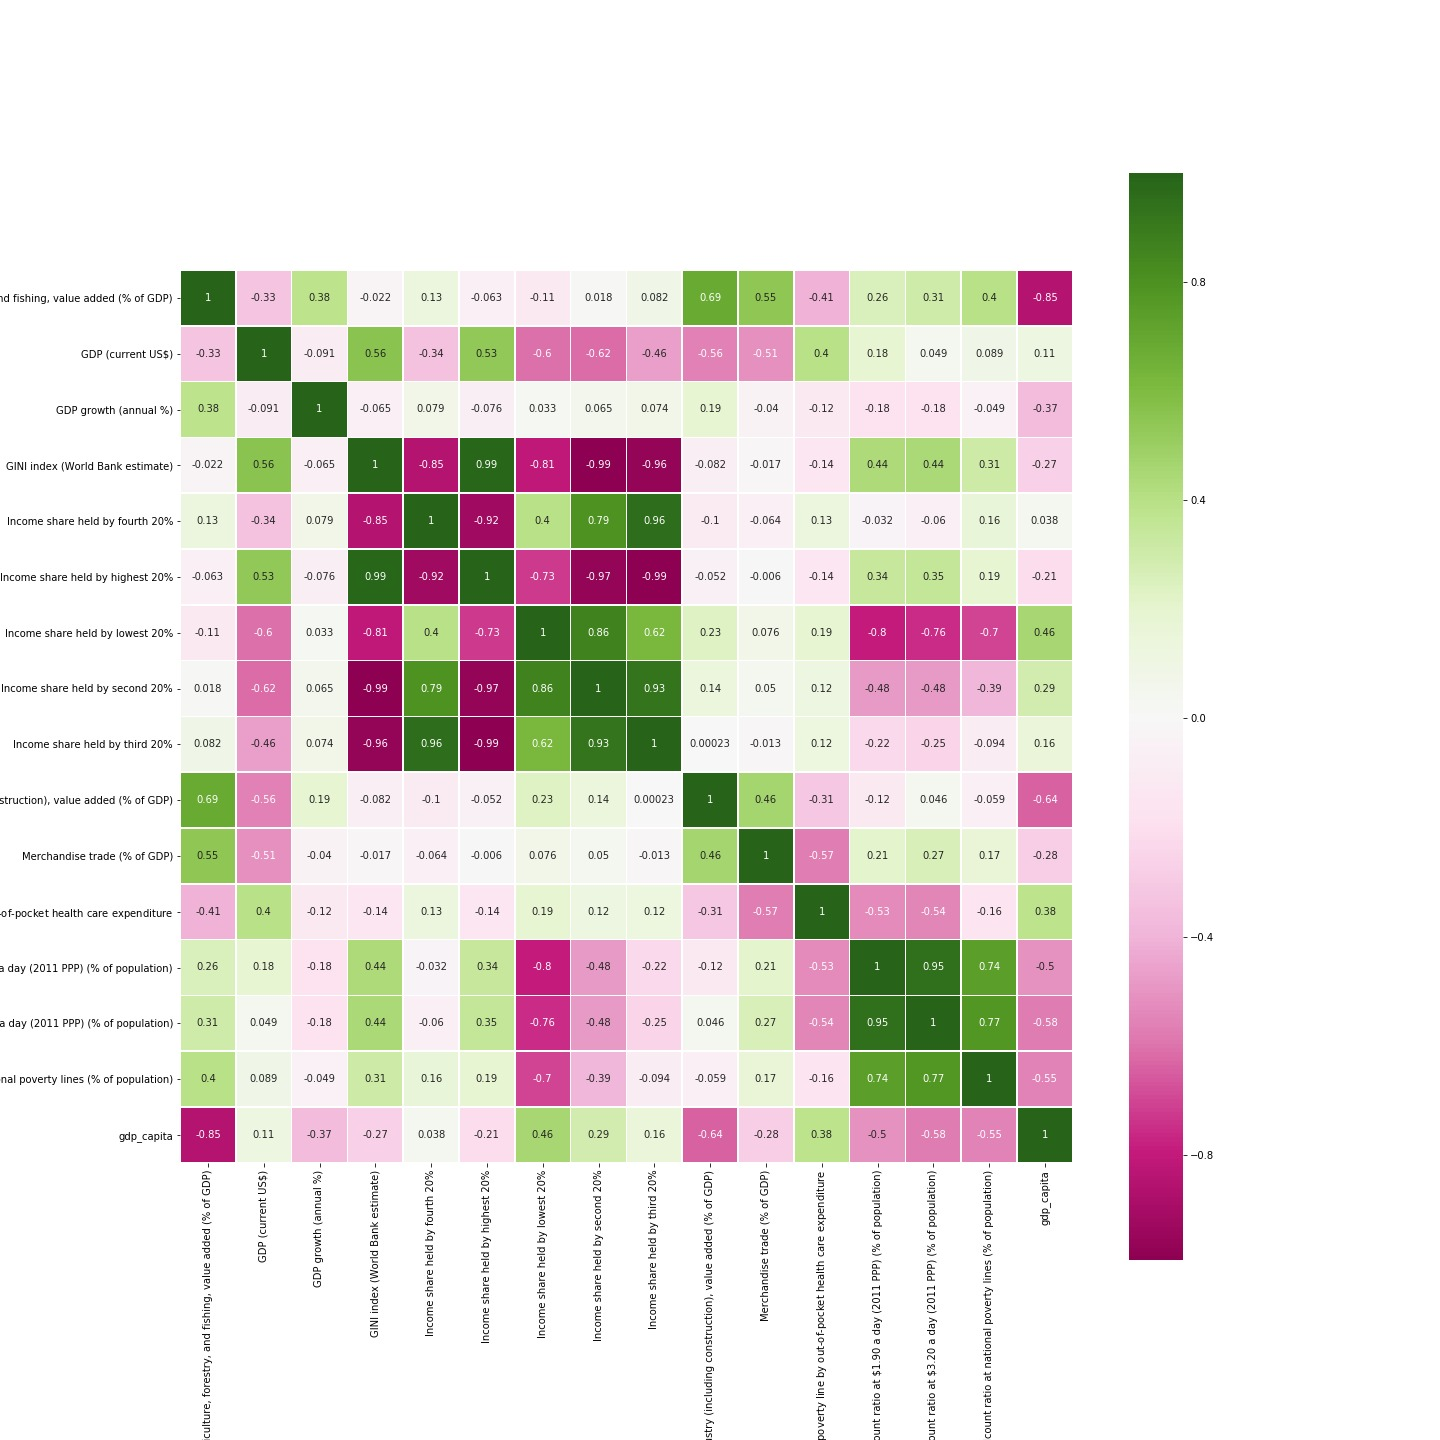 nd fishing, value added (% of GDP) 1 -0.33 0.38 -0.022 0.13 -0.063 -0.11 0.018 0.082 0.69 0.55 -0.41 0.26 0.31 0.4 -0.85
GDP (current US$) -0.33 1 -0.091 0.56 -0.34 0.53 -0.6 -0.62 -0.46 -0.56 -0.51 0.4 0.18 0.049 0.089 0.11
GDP growth (annual %) 0.38 -0.091 1 -0.065 0.079 -0.076 0.033 0.065 0.074 0.19 -0.04 -0.12 -0.18 -0.18 -0.049 -0.37
GINI index (World Bank estimate) -0.022 0.56 -0.065 1 -0.85 0.99 -0.81 -0.99 -0.96 -0.082 -0.017 -0.14 0.44 0.44 0.31 -0.27
Income share held by fourth 20% 0.13 -0.34 0.079 -0.85 1 -0.92 0.4 0.79 0.96 -0.1 -0.064 0.13 -0.032 -0.06 0.16 0.038
Income share held by highest 20% -0.063 0.53 -0.076 0.99 -0.92 1 -0.73 -0.97 -0.99 -0.052 -0.006 -0.14 0.34 0.35 0.19 -0.21
Income share held by lowest 20% -0.11 -0.6 0.033 -0.81 0.4 -0.73 1 0.86 0.62 0.23 0.076 0.19 -0.8 -0.76 -0.7 0.46
Income share held by second 20% 0.018 -0.62 0.065 -0.99 0.79 -0.97 0.86 1 0.93 0.14 0.05 0.12 -0.48 -0.48 -0.39 0.29
Income share held by third 20% 0.082 -0.46 0.074 -0.96 0.96 -0.99 0.62 0.93 1 0.00023 -0.013 0.12 -0.22 -0.25 -0.094 0.16
struction), value added (% of GDP) 0.69 -0.56 0.19 -0.082 -0.1 -0.052 0.23 0.14 0.00023 1 0.46 -0.31 -0.12 0.046 -0.059 -0.64
Merchandise trade (% of GDP) 0.55 -0.51 -0.04 -0.017 -0.064 -0.006 0.076 0.05 -0.013 0.46 1 -0.57 0.21 0.27 0.17 -0.28
-of-pocket health care expenditure -0.41 0.4 -0.12 -0.14 0.13 -0.14 0.19 0.12 0.12 -0.31 -0.57 1 -0.53 -0.54 -0.16 0.38
a day (2011 PPP) (% of population) 0.26 0.18 -0.18 0.44 -0.032 0.34 -0.8 -0.48 -0.22 -0.12 0.21 -0.53 1 0.95 0.74 -0.5
a day (2011 PPP) (% of population) 0.31 0.049 -0.18 0.44 -0.06 0.35 -0.76 -0.48 -0.25 0.046 0.27 -0.54 0.95 1 0.77 -0.58
nal poverty lines (% of population) 0.4 0.089 -0.049 0.31 0.16 0.19 -0.7 -0.39 -0.094 -0.059 0.17 -0.16 0.74 0.77 1 -0.55
gdp_capita -0.85 0.11 -0.37 -0.27 0.038 -0.21 0.46 0.29 0.16 -0.64 -0.28 0.38 -0.5 -0.58 -0.55 1
iculture, forestry, and fishing, value added (% of GDP)
GDP (current US$)
GDP growth (annual %)
GINI index (World Bank estimate)
Income share held by fourth 20%
Income share held by highest 20%
Income share held by lowest 20%
Income share held by second 20%
Income share held by third 20%
ustry (including construction), value added (% of GDP)
Merchandise trade (% of GDP)
poverty line by out-of-pocket health care expenditure
ount ratio at $1.90 a day (2011 PPP) (% of population)
ount ratio at $3.20 a day (2011 PPP) (% of population)
count ratio at national poverty lines (% of population)
gdp_capita
0.8
0.4
0.0
−0.4
−0.8